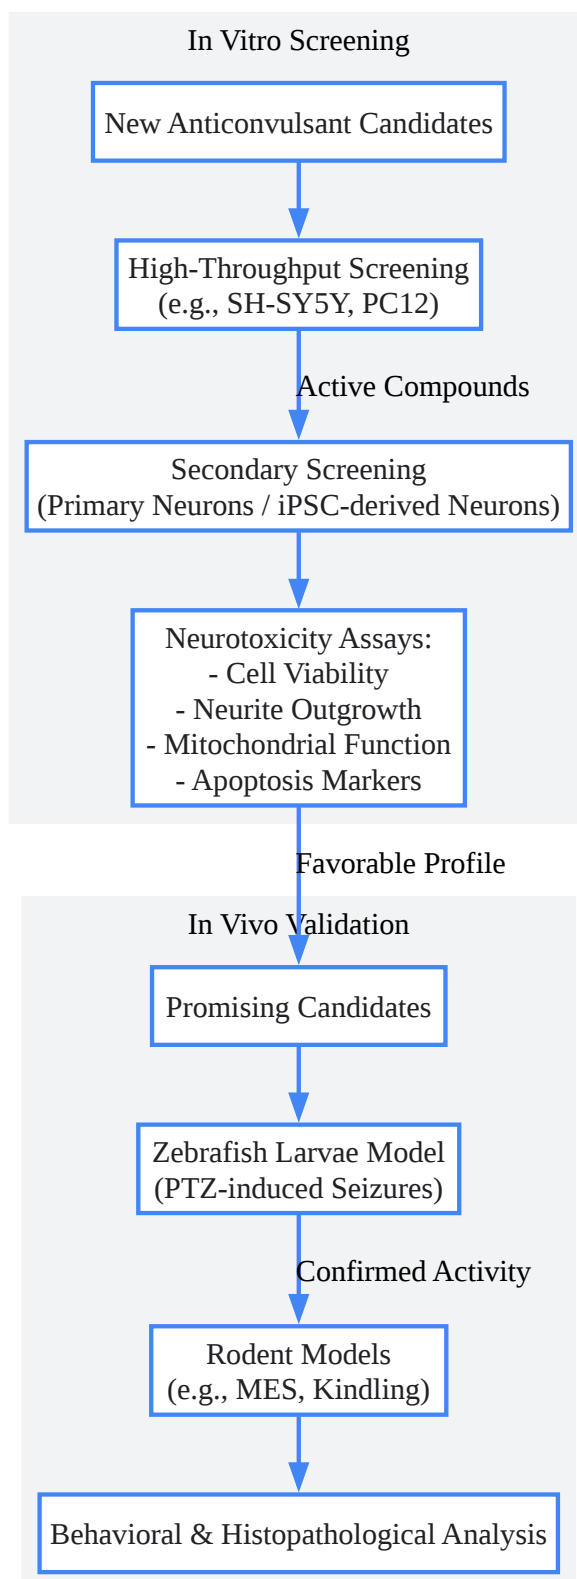 In Vitro Screening
New Anticonvulsant Candidates
High-Throughput Screening
(e.g., SH-SY5Y, PC12)
Active Compounds
Secondary Screening
(Primary Neurons / iPSC-derived Neurons)
Neurotoxicity Assays:
- Cell Viability
- Neurite Outgrowth
- Mitochondrial Function
- Apoptosis Markers
Favorable Profile
In Vivo Validation
Promising Candidates
Zebrafish Larvae Model
(PTZ-induced Seizures)
Confirmed Activity
Rodent Models
(e.g., MES, Kindling)
Behavioral & Histopathological Analysis